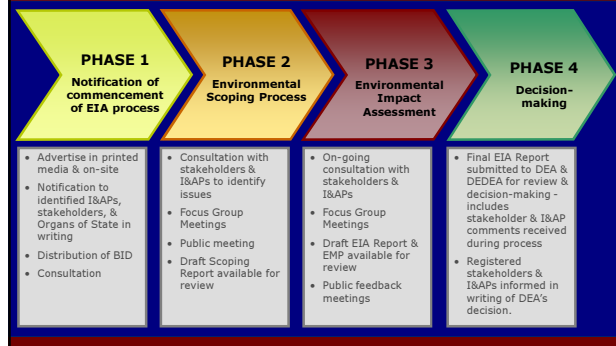 PHASE 1
Notification of
commencement
of EIA process
PHASE 2
Environmental
Scoping Process
PHASE 3
Environmental
Impact
Assessment
PHASE 4
Decision-
making
• Advertise in printed
media & on-site
• Notification to
identified I&APs,
stakeholders, &
Organs of State in
writing
• Distribution of BID
• Consultation
• Consultation with
stakeholders &
I&APs to identify
issues
• Focus Group
Meetings
• Public meeting
• Draft Scoping
Report available for
review
• On-going
consultation with
stakeholders &
I&APs
• Focus Group
Meetings
• Draft EIA Report &
EMP available for
review
• Public feedback
meetings
• Final EIA Report
submitted to DEA &
DEDEA for review &
decision-making -
includes
stakeholder & I&AP
comments received
during process
• Registered
stakeholders &
I&APs informed in
writing of DEA's
decision.